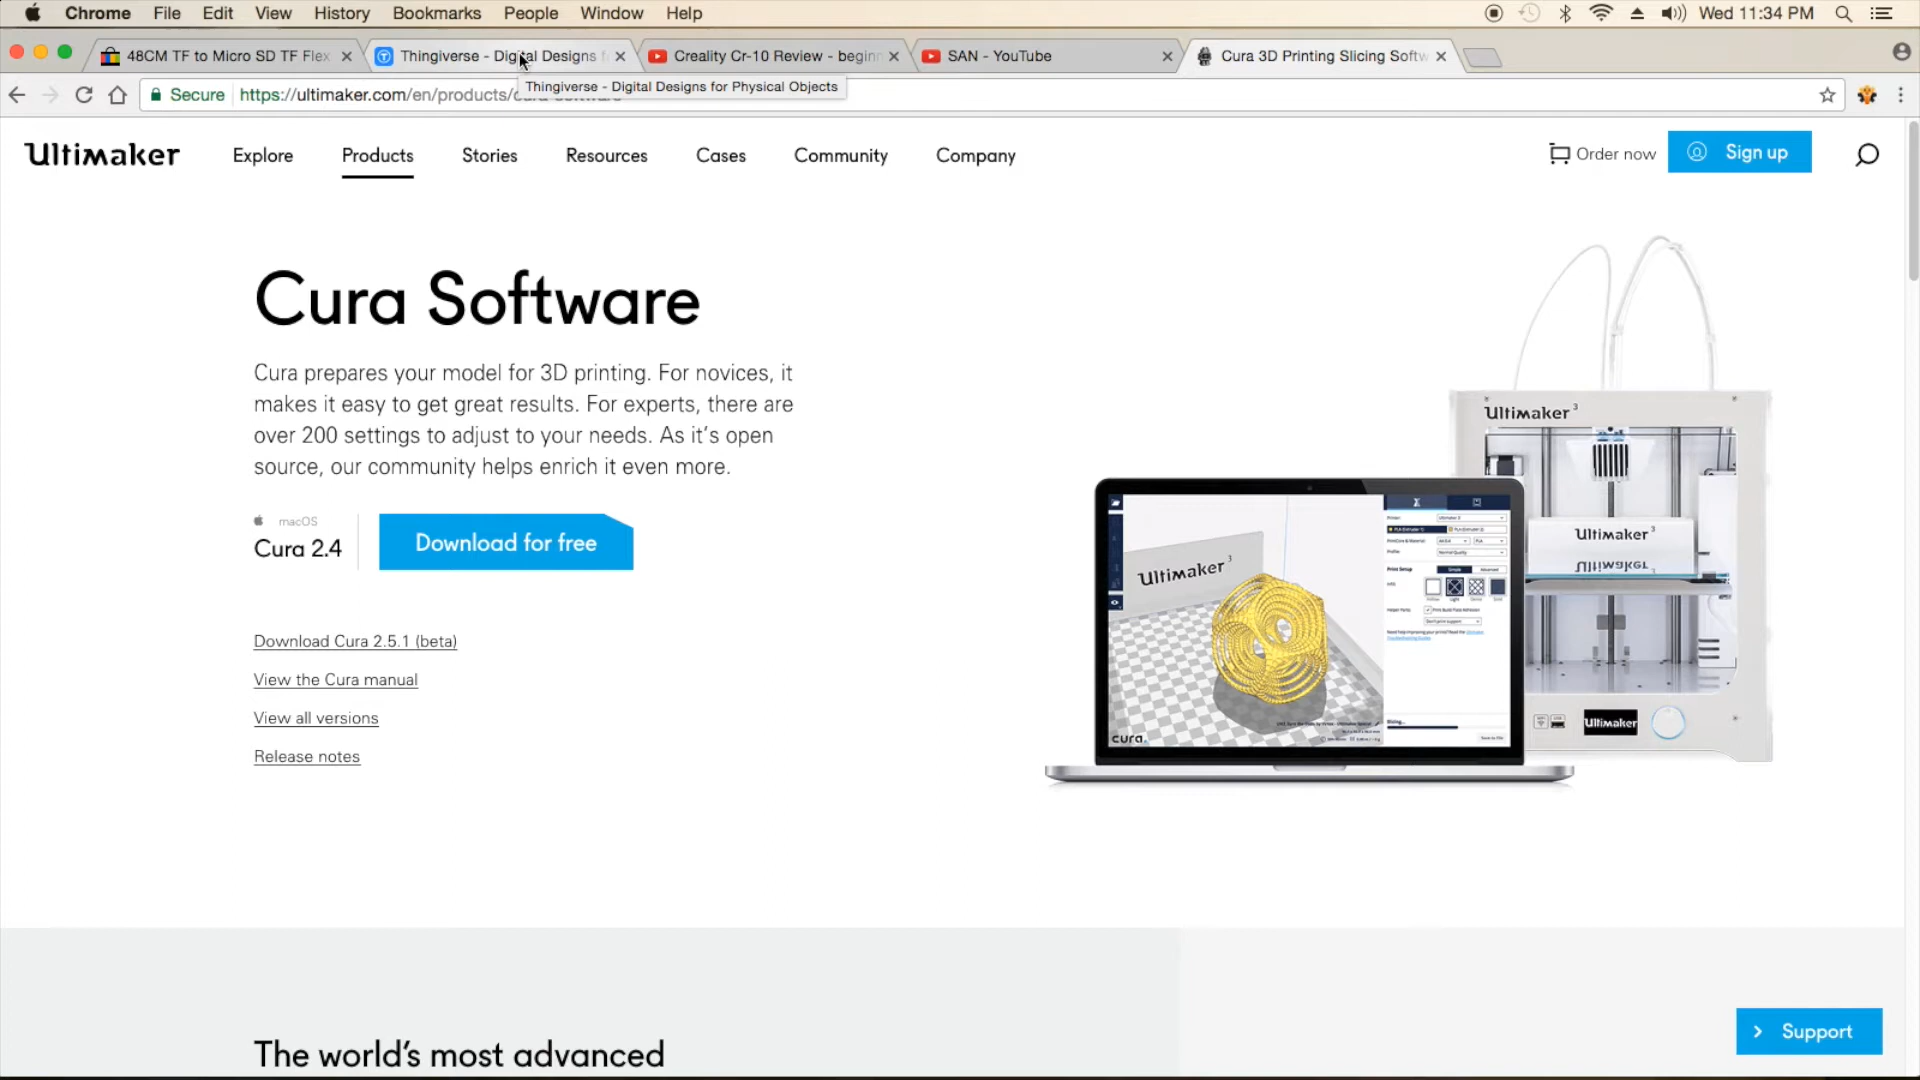 Chrome File Edit View History Bookmarks People Window Help Wed 11:34 PM
48CM TF to Micro SD TF Flex
Thingiverse - Digital Designs f
Creality Cr-10 Review - beginn
SAN - YouTube
Cura 3D Printing Slicing Softw
Secure https://ultimaker.com/en/products/cura-software
Thingiverse - Digital Designs for Physical Objects
Ultimaker Explore Products Stories Resources Cases Community Company Order now Sign up
Cura Software
Cura prepares your model for 3D printing. For novices, it
makes it easy to get great results. For experts, there are
over 200 settings to adjust to your needs. As it's open
source, our community helps enrich it even more.
macOS
Cura 2.4
Download for free
Download Cura 2.5.1 (beta)
View the Cura manual
View all versions
Release notes
Ultimaker 3
Ultimaker 3
Ultimaker 3
Ultimaker
Print Setup
cura
The world's most advanced
Support